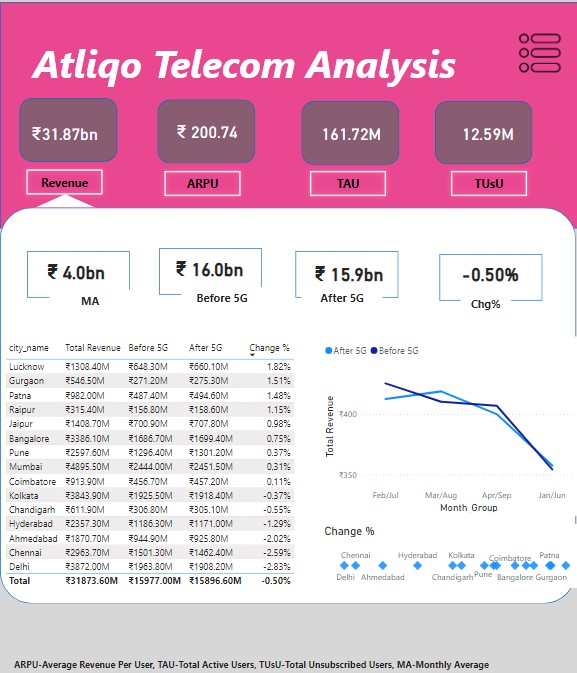 Atliqo Telecom Analysis
₹31.87bn ₹ 200.74 161.72M 12.59M
Revenue ARPU TAU TUsU
₹ 4.0bn ₹ 16.0bn ₹ 15.9bn -0.50%
MA Before 5G After 5G Chg%
city_name Total Revenue Before 5G After 5G Change %
Lucknow ₹1308.40M ₹648.30M ₹660.10M 1.82%
Gurgaon ₹546.50M ₹271.20M ₹275.30M 1.51%
Patna ₹982.00M ₹487.40M ₹494.60M 1.48%
Raipur ₹315.40M ₹156.80M ₹158.60M 1.15%
Jaipur ₹1408.70M ₹700.90M ₹707.80M 0.98%
Bangalore ₹3386.10M ₹1686.70M ₹1699.40M 0.75%
Pune ₹2597.60M ₹1296.40M ₹1301.20M 0.37%
Mumbai ₹4895.50M ₹2444.00M ₹2451.50M 0.31%
Coimbatore ₹913.90M ₹456.70M ₹457.20M 0.11%
Kolkata ₹3843.90M ₹1925.50M ₹1918.40M -0.37%
Chandigarh ₹611.90M ₹306.80M ₹305.10M -0.55%
Hyderabad ₹2357.30M ₹1186.30M ₹1171.00M -1.29%
Ahmedabad ₹1870.70M ₹944.90M ₹925.80M -2.02%
Chennai ₹2963.70M ₹1501.30M ₹1462.40M -2.59%
Delhi ₹3872.00M ₹1963.80M ₹1908.20M -2.83%
Total ₹31873.60M ₹15977.00M ₹15896.60M -0.50%
After 5G Before 5G
Total Revenue
₹400
₹350
Feb/Jul Mar/Aug Apr/Sep Jan/Jun
Month Group
Change %
Chennai Hyderabad Kolkata Coimbatore Patna
Delhi Ahmedabad Chandigarh Pune Bangalore Gurgaon
ARPU-Average Revenue Per User, TAU-Total Active Users, TUsU-Total Unsubscribed Users, MA-Monthly Average